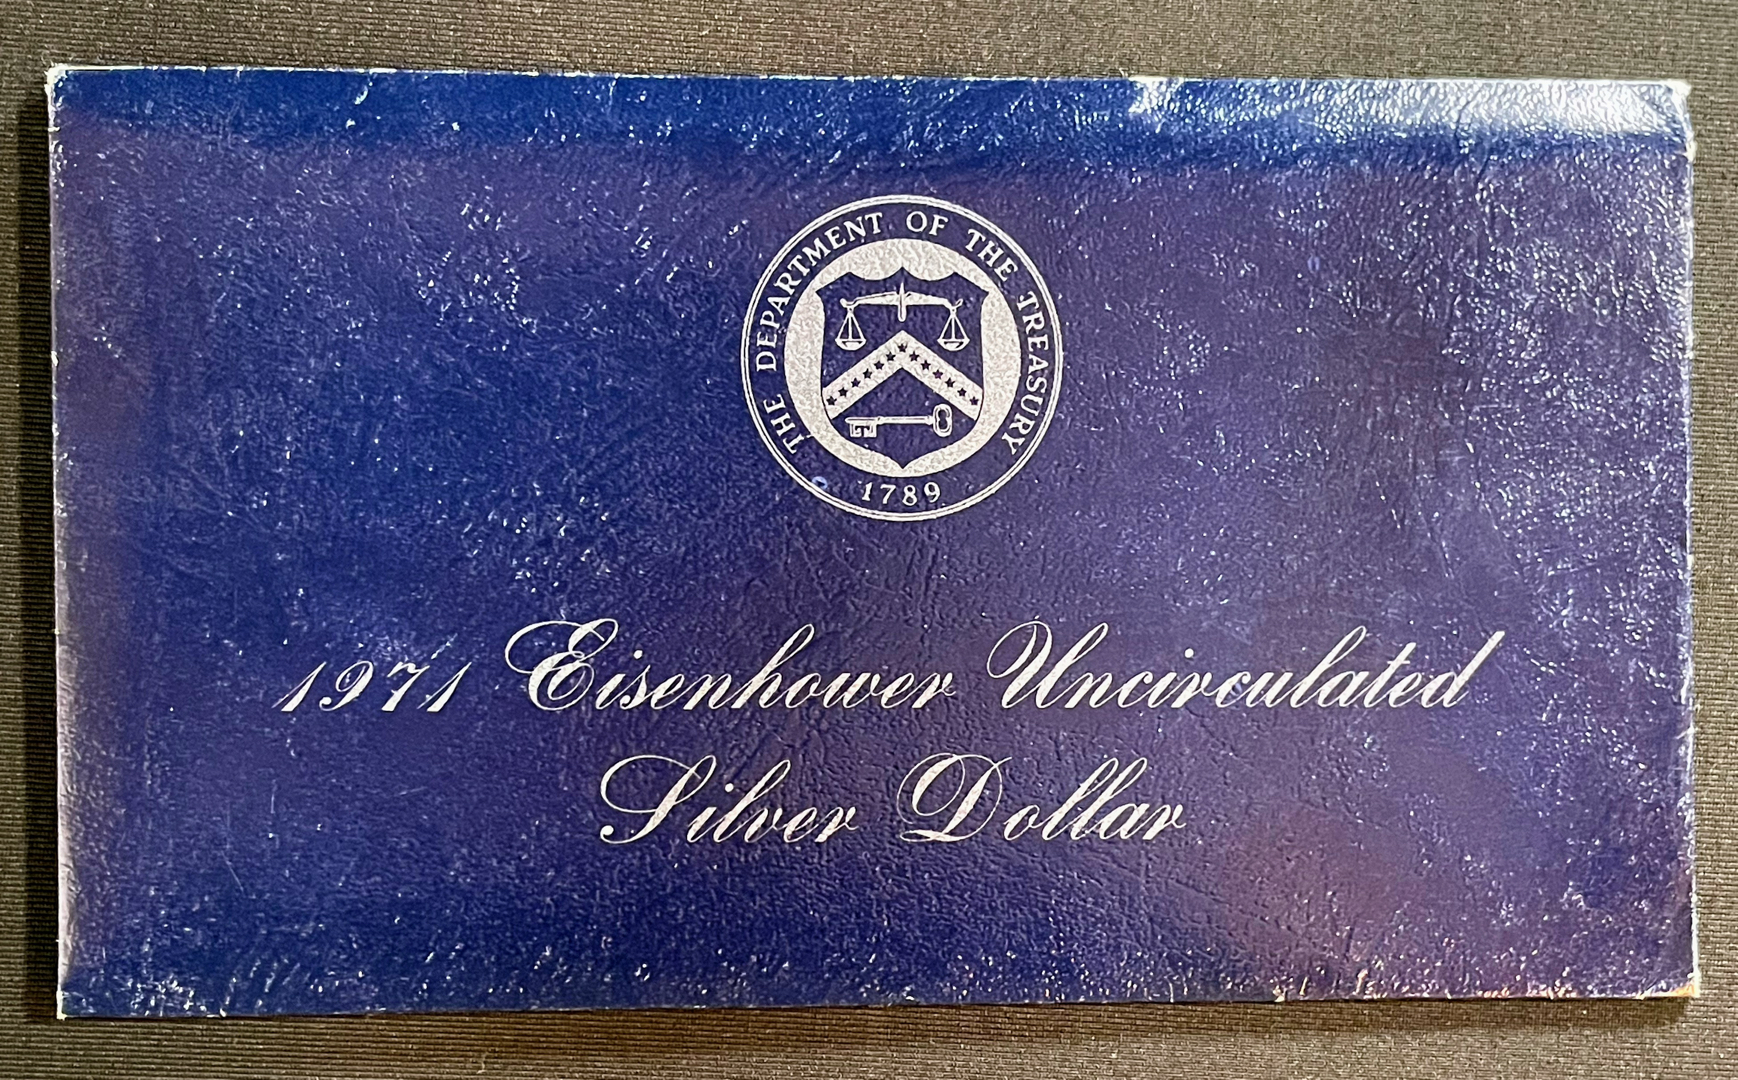 THE DEPARTMENT OF THE TREASURY
1789
1971 Eisenhower Uncirculated
Silver Dollar